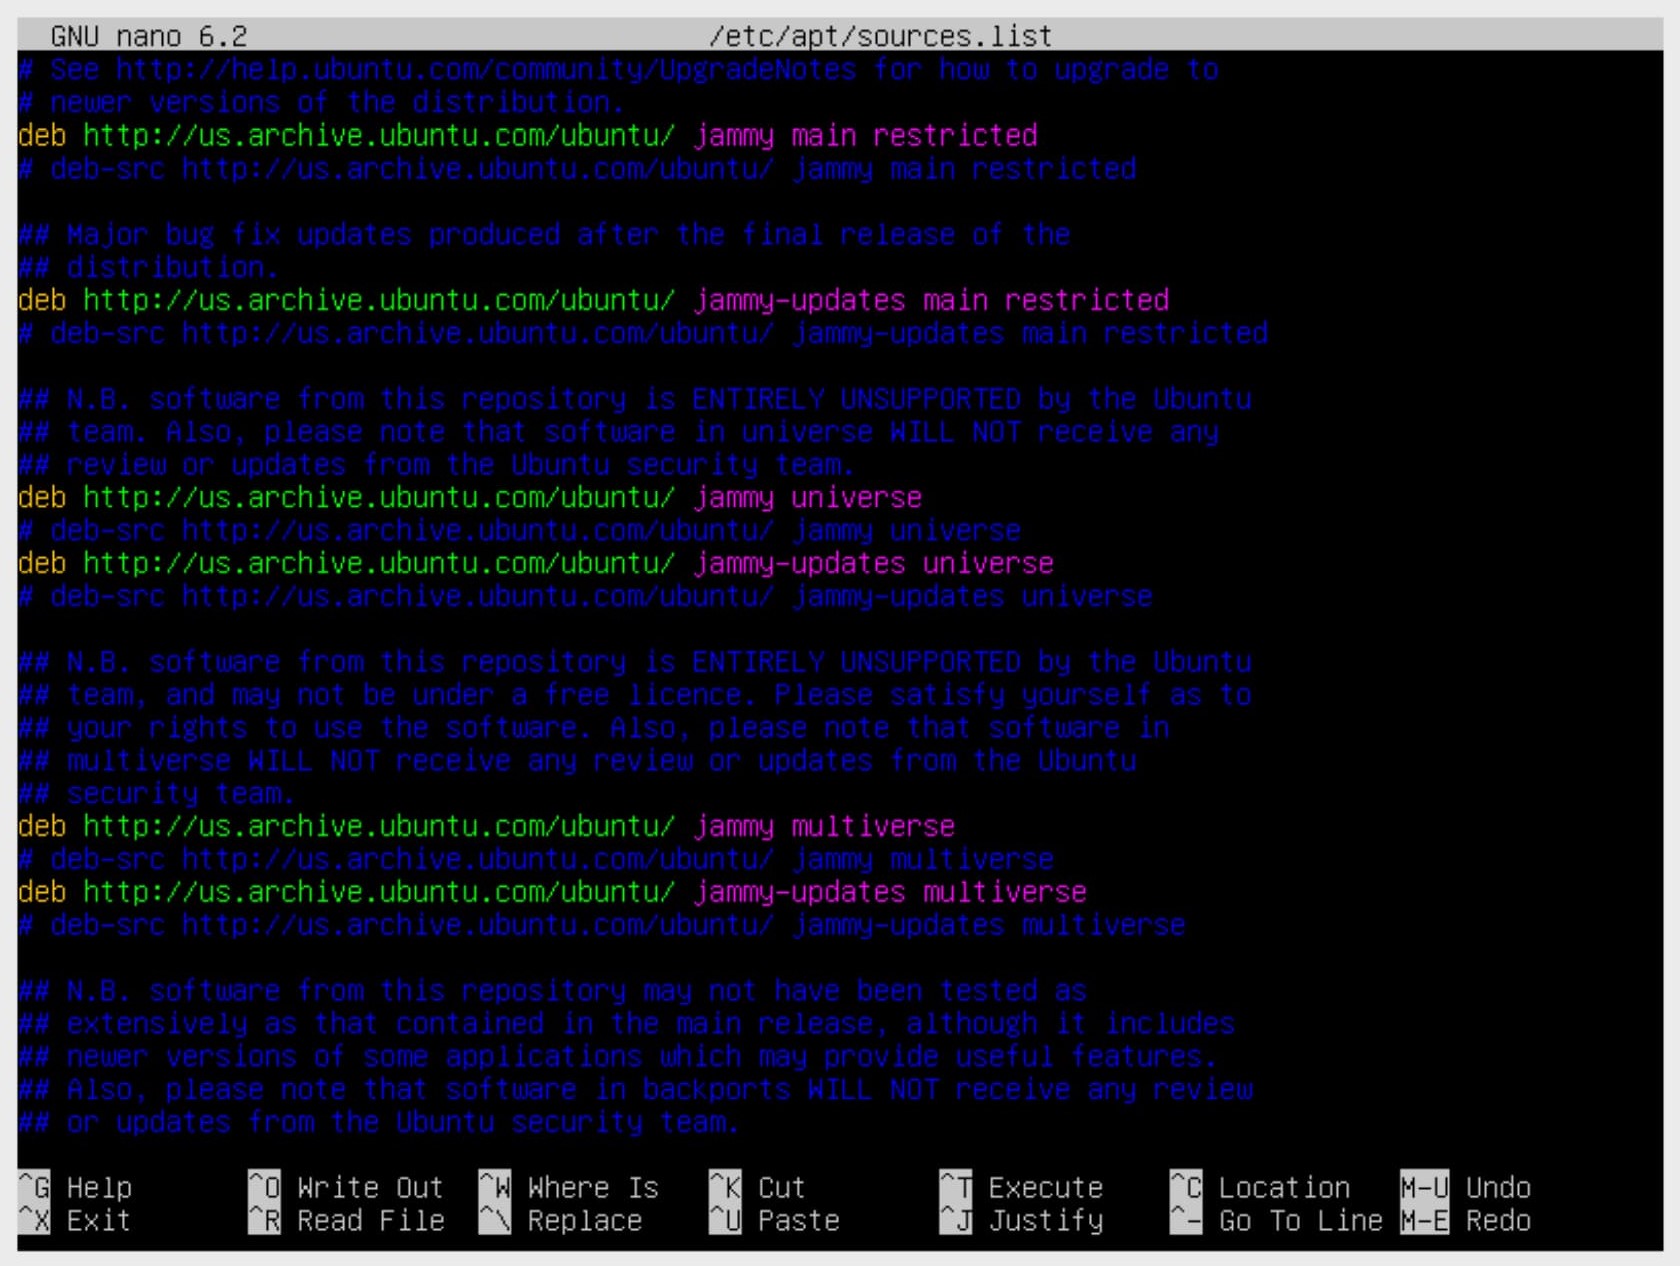 GNU nano 6.2 /etc/apt/sources.list
# See http://help.ubuntu.com/community/UpgradeNotes for how to upgrade to
# newer versions of the distribution.
deb http://us.archive.ubuntu.com/ubuntu/ jammy main restricted
# deb-src http://us.archive.ubuntu.com/ubuntu/ jammy main restricted

## Major bug fix updates produced after the final release of the
## distribution.
deb http://us.archive.ubuntu.com/ubuntu/ jammy-updates main restricted
# deb-src http://us.archive.ubuntu.com/ubuntu/ jammy-updates main restricted

## N.B. software from this repository is ENTIRELY UNSUPPORTED by the Ubuntu
## team. Also, please note that software in universe WILL NOT receive any
## review or updates from the Ubuntu security team.
deb http://us.archive.ubuntu.com/ubuntu/ jammy universe
# deb-src http://us.archive.ubuntu.com/ubuntu/ jammy universe
deb http://us.archive.ubuntu.com/ubuntu/ jammy-updates universe
# deb-src http://us.archive.ubuntu.com/ubuntu/ jammy-updates universe

## N.B. software from this repository is ENTIRELY UNSUPPORTED by the Ubuntu
## team, and may not be under a free licence. Please satisfy yourself as to
## your rights to use the software. Also, please note that software in
## multiverse WILL NOT receive any review or updates from the Ubuntu
## security team.
deb http://us.archive.ubuntu.com/ubuntu/ jammy multiverse
# deb-src http://us.archive.ubuntu.com/ubuntu/ jammy multiverse
deb http://us.archive.ubuntu.com/ubuntu/ jammy-updates multiverse
# deb-src http://us.archive.ubuntu.com/ubuntu/ jammy-updates multiverse

## N.B. software from this repository may not have been tested as
## extensively as that contained in the main release, although it includes
## newer versions of some applications which may provide useful features.
## Also, please note that software in backports WILL NOT receive any review
## or updates from the Ubuntu security team.

^G Help ^O Write Out ^W Where Is ^K Cut ^T Execute ^C Location M-U Undo
^X Exit ^R Read File ^\ Replace ^U Paste ^J Justify ^- Go To Line M-E Redo